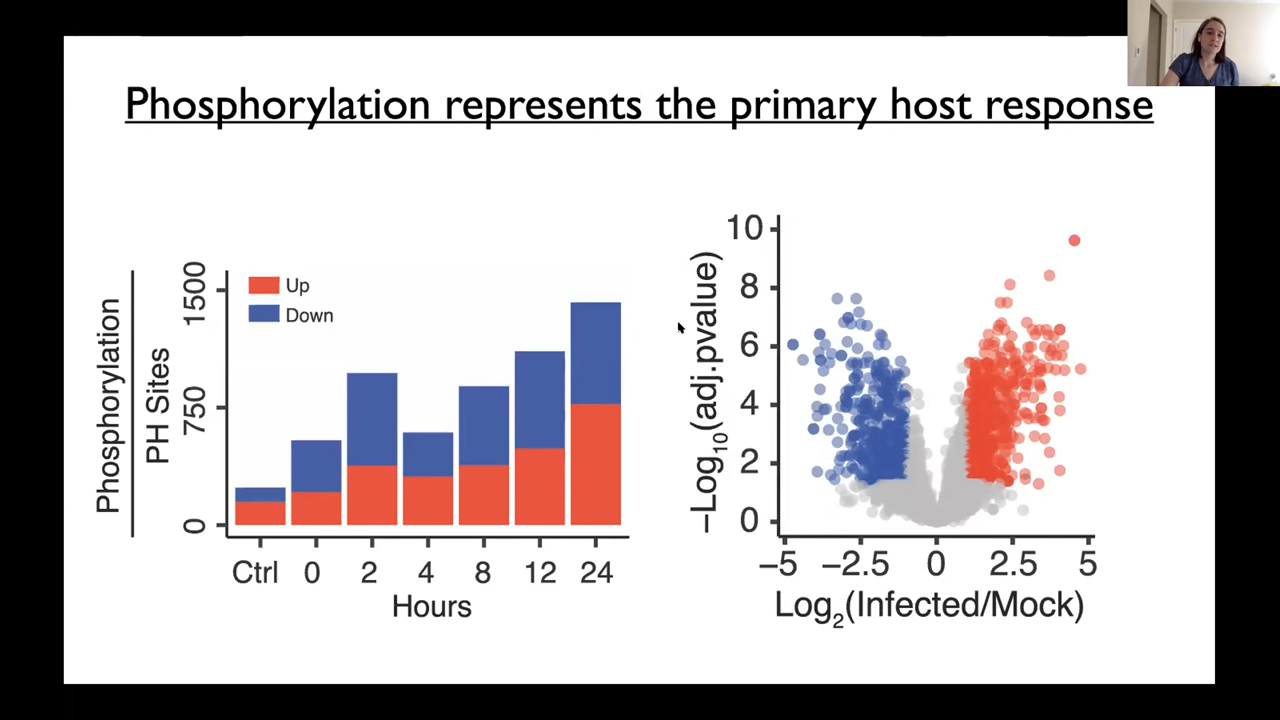 Phosphorylation represents the primary host response
Phosphorylation
PH Sites
1500
750
0
Up
Down
Ctrl 0 2 4 8 12 24
Hours
−Log10(adj.pvalue)
10
8
6
4
2
0
−5 −2.5 0 2.5 5
Log2(Infected/Mock)